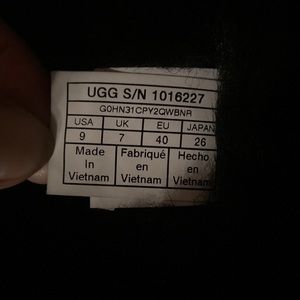 UGG S/N 1016227
G0HN31CPY2QWBNR
USA UK EU JAPAN
9 7 40 26
Made Fabriqué Hecho
In en en
Vietnam Vietnam Vietnam